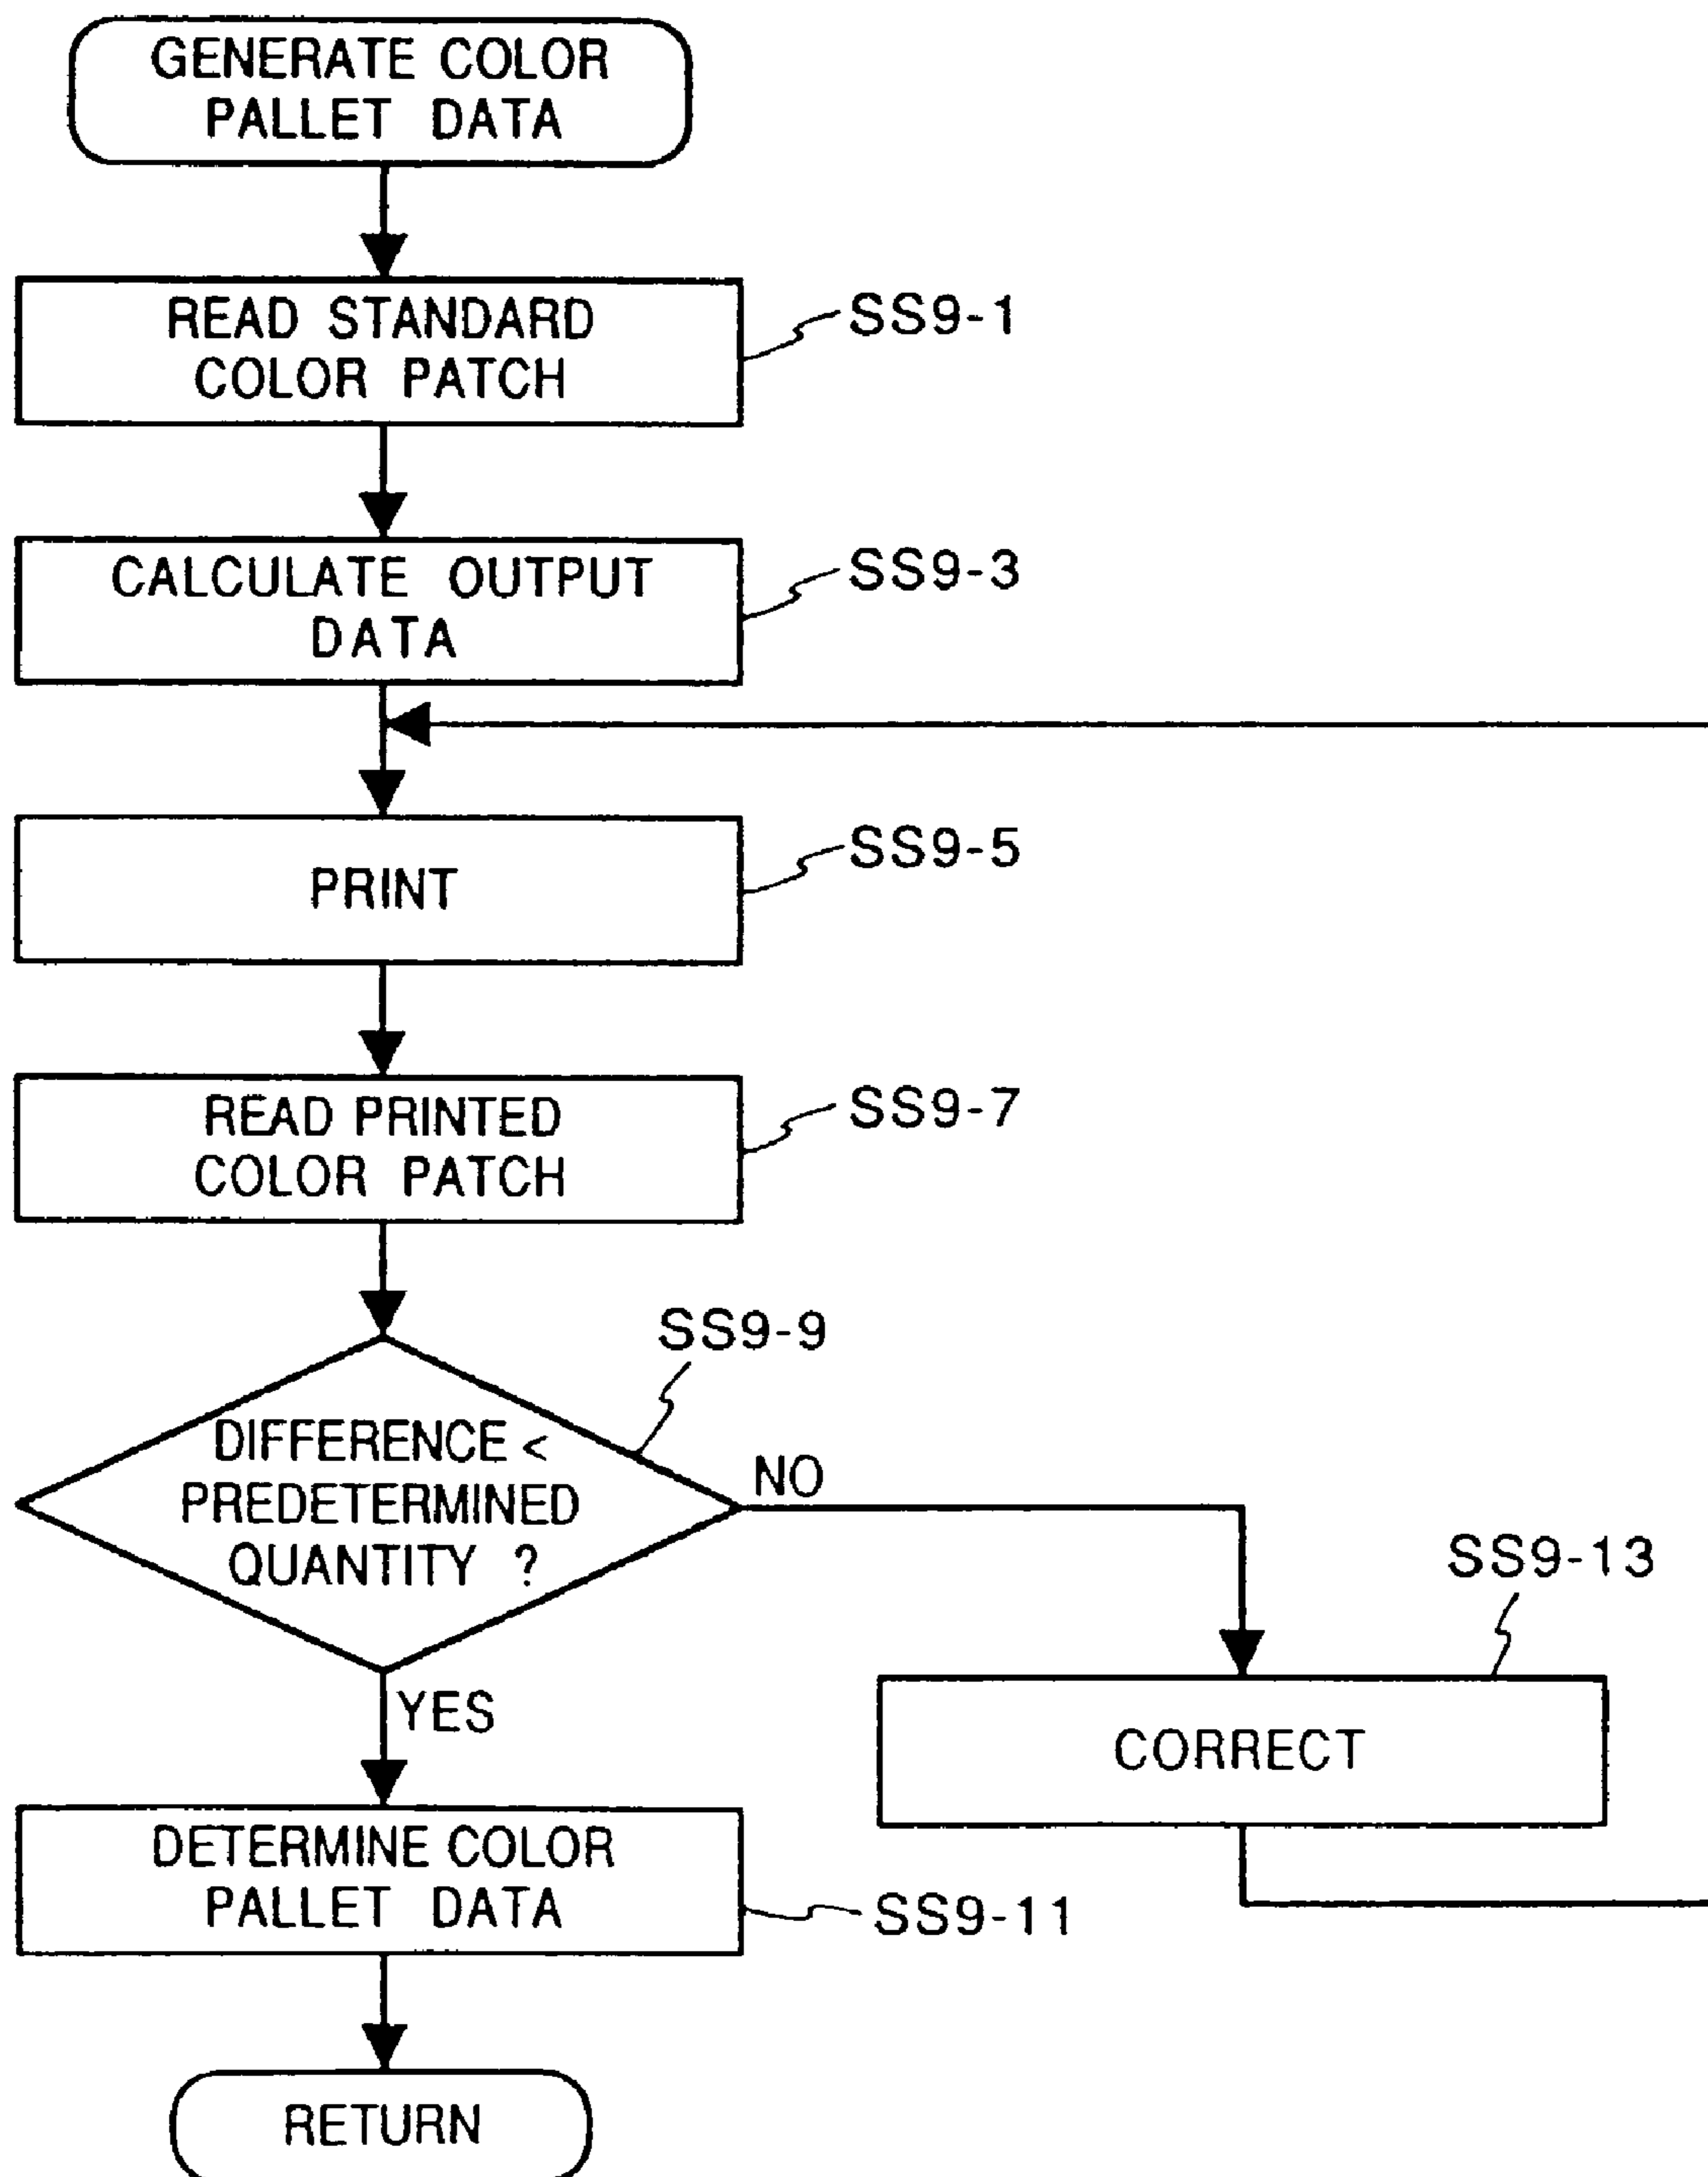 GENERATE COLOR
PALLET DATA
READ STANDARD
COLOR PATCH
SS9-1
CALCULATE OUTPUT
DATA
SS9-3
PRINT
SS9-5
READ PRINTED
COLOR PATCH
SS9-7
SS9-9
DIFFERENCE <
PREDETERMINED
QUANTITY ?
NO
YES
SS9-13
CORRECT
DETERMINE COLOR
PALLET DATA
SS9-11
RETURN